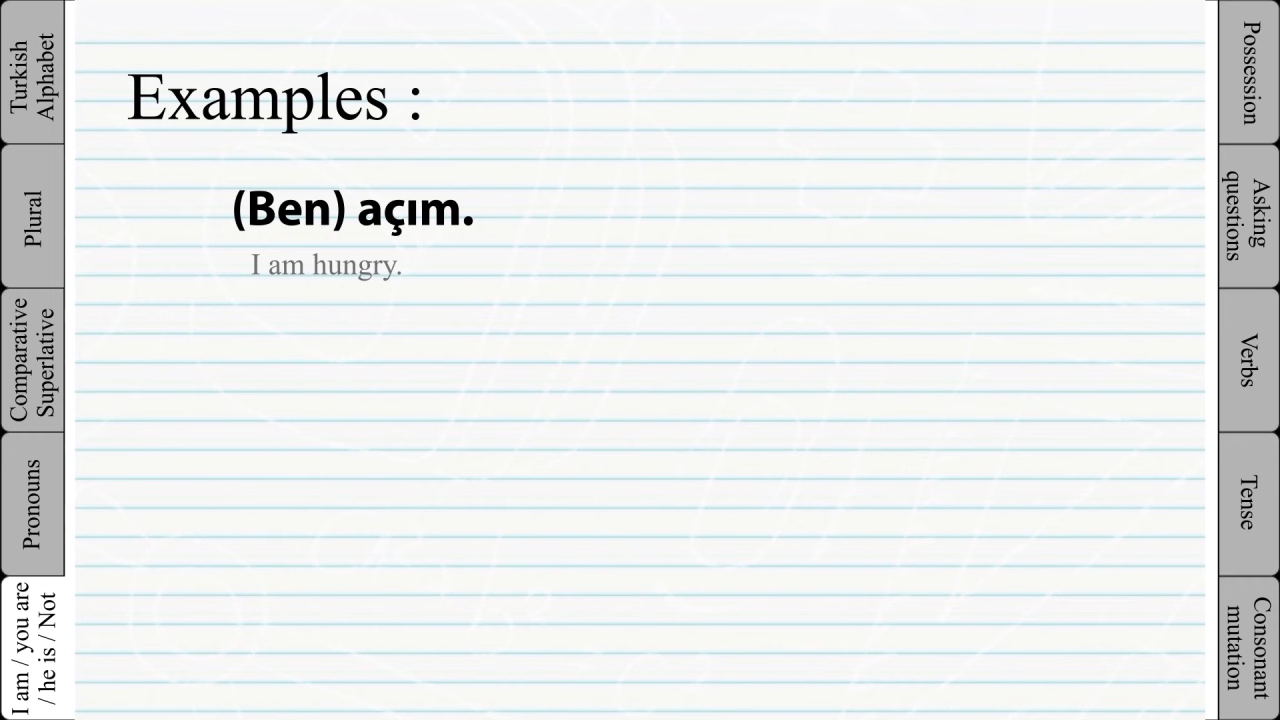 Turkish
Alphabet
Plural
Comparative
Superlative
Pronouns
I am / you are
/ he is / Not
Examples :
(Ben) açım.
I am hungry.
Possession
Asking
questions
Verbs
Tense
Consonant
mutation